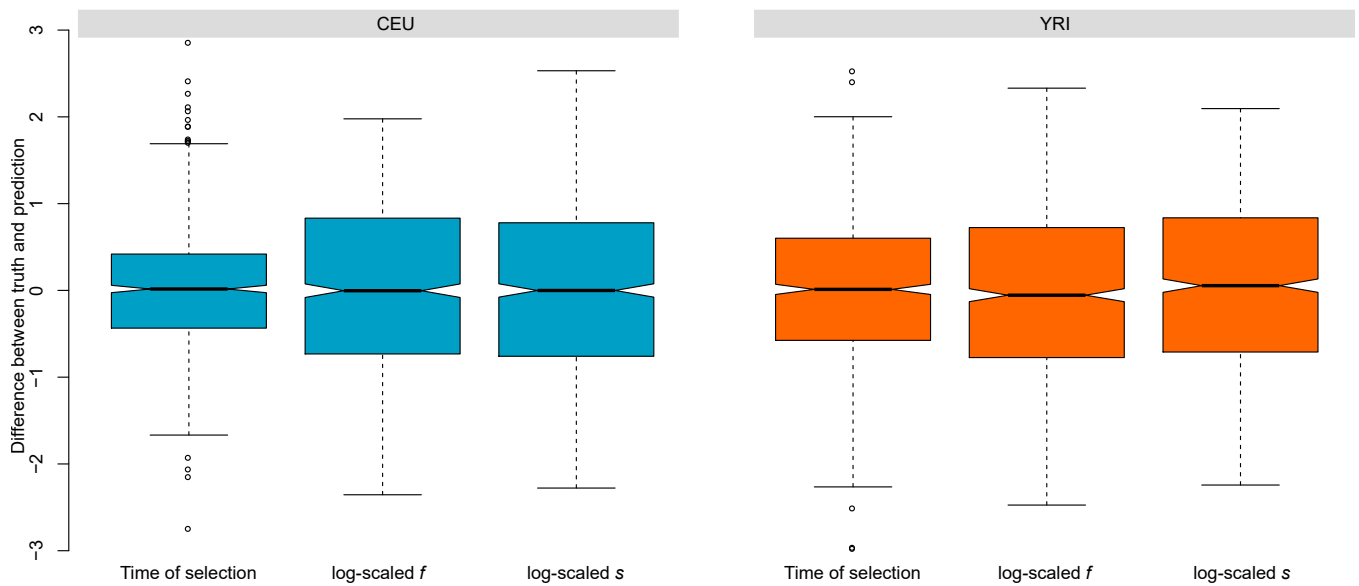 CEU
YRI
Difference between truth and prediction
3
2
1
0
−1
−2
−3
Time of selection
log-scaled f
log-scaled s
Time of selection
log-scaled f
log-scaled s